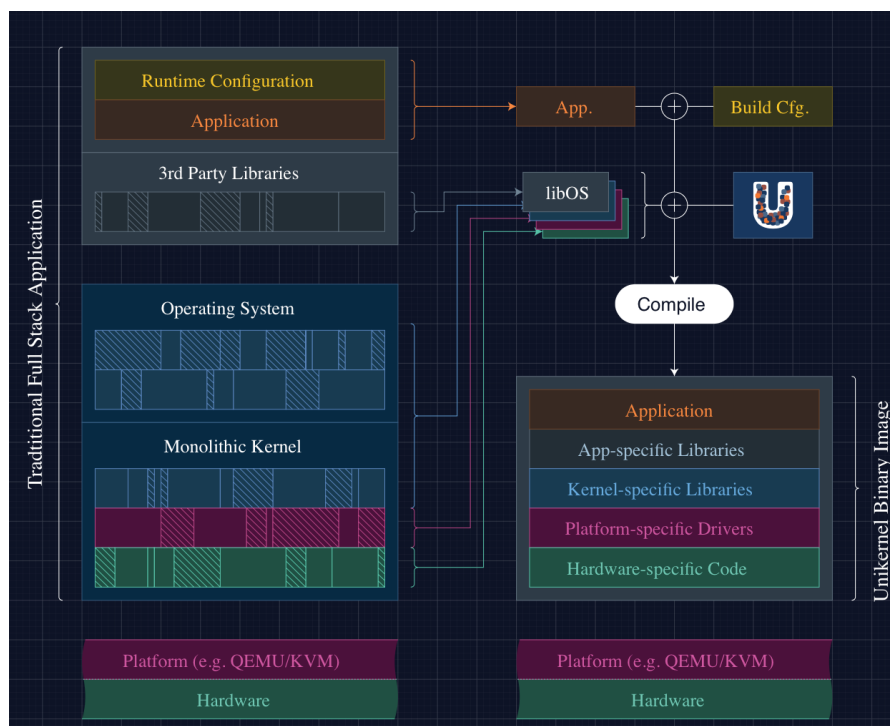 Tradtitional Full Stack Application
Runtime Configuration
Application
3rd Party Libraries
Operating System
Monolithic Kernel
Platform (e.g. QEMU/KVM)
Hardware
App.
Build Cfg.
libOS
U
Compile
Application
App-specific Libraries
Kernel-specific Libraries
Platform-specific Drivers
Hardware-specific Code
Unikernel Binary Image
Platform (e.g. QEMU/KVM)
Hardware